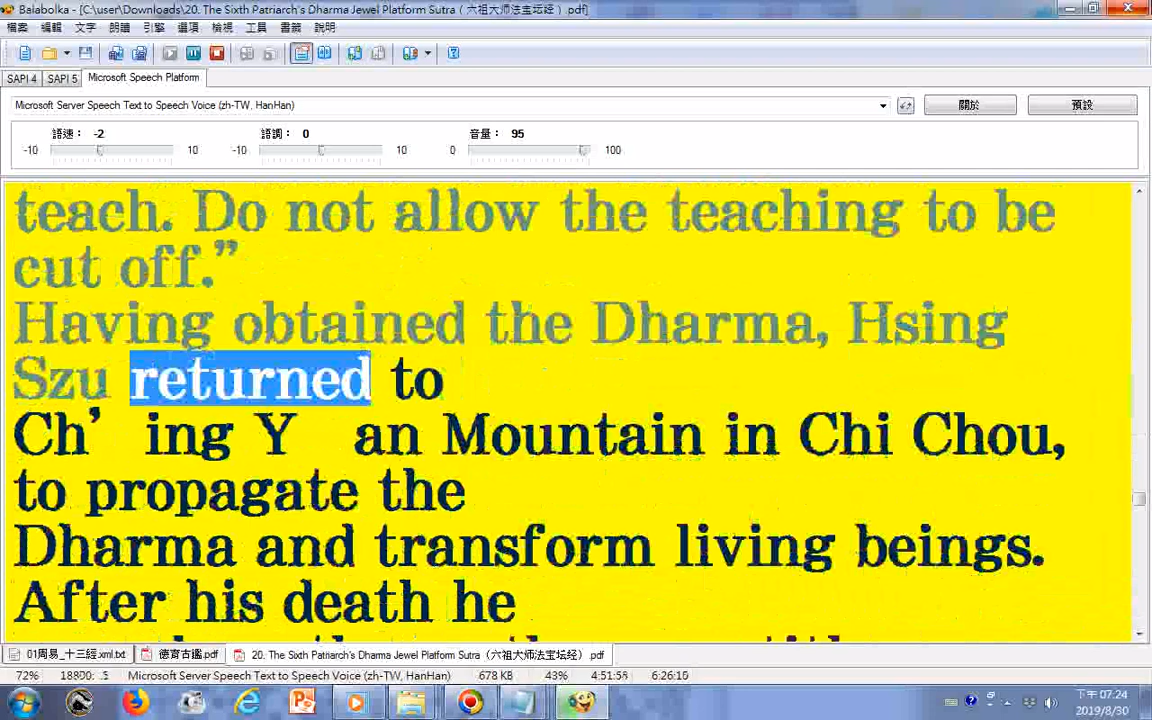 Balabolka - [C:\user\Downloads\20. The Sixth Patriarch's Dharma Jewel Platform Sutra（六祖大师法宝坛经）.pdf]
檔案 編輯 文字 朗讀 引擎 選項 檢視 工具 書籤 說明
SAPI 4 SAPI 5 Microsoft Speech Platform
Microsoft Server Speech Text to Speech Voice (zh-TW, HanHan) 關於 預設
語速： -2 語調： 0 音量： 95
-10 10 -10 10 0 100
teach. Do not allow the teaching to be
cut off.”
Having obtained the Dharma, Hsing
Szu returned to
Ch’ing Y an Mountain in Chi Chou,
to propagate the
Dharma and transform living beings.
After his death he
01周易_十三經.xml.txt 德育古鑑.pdf 20. The Sixth Patriarch's Dharma Jewel Platform Sutra（六祖大师法宝坛经）.pdf
72% Microsoft Server Speech Text to Speech Voice (zh-TW, HanHan) 678 KB 43% 4:51:58 6:26:10
下午 07:24
2019/8/30